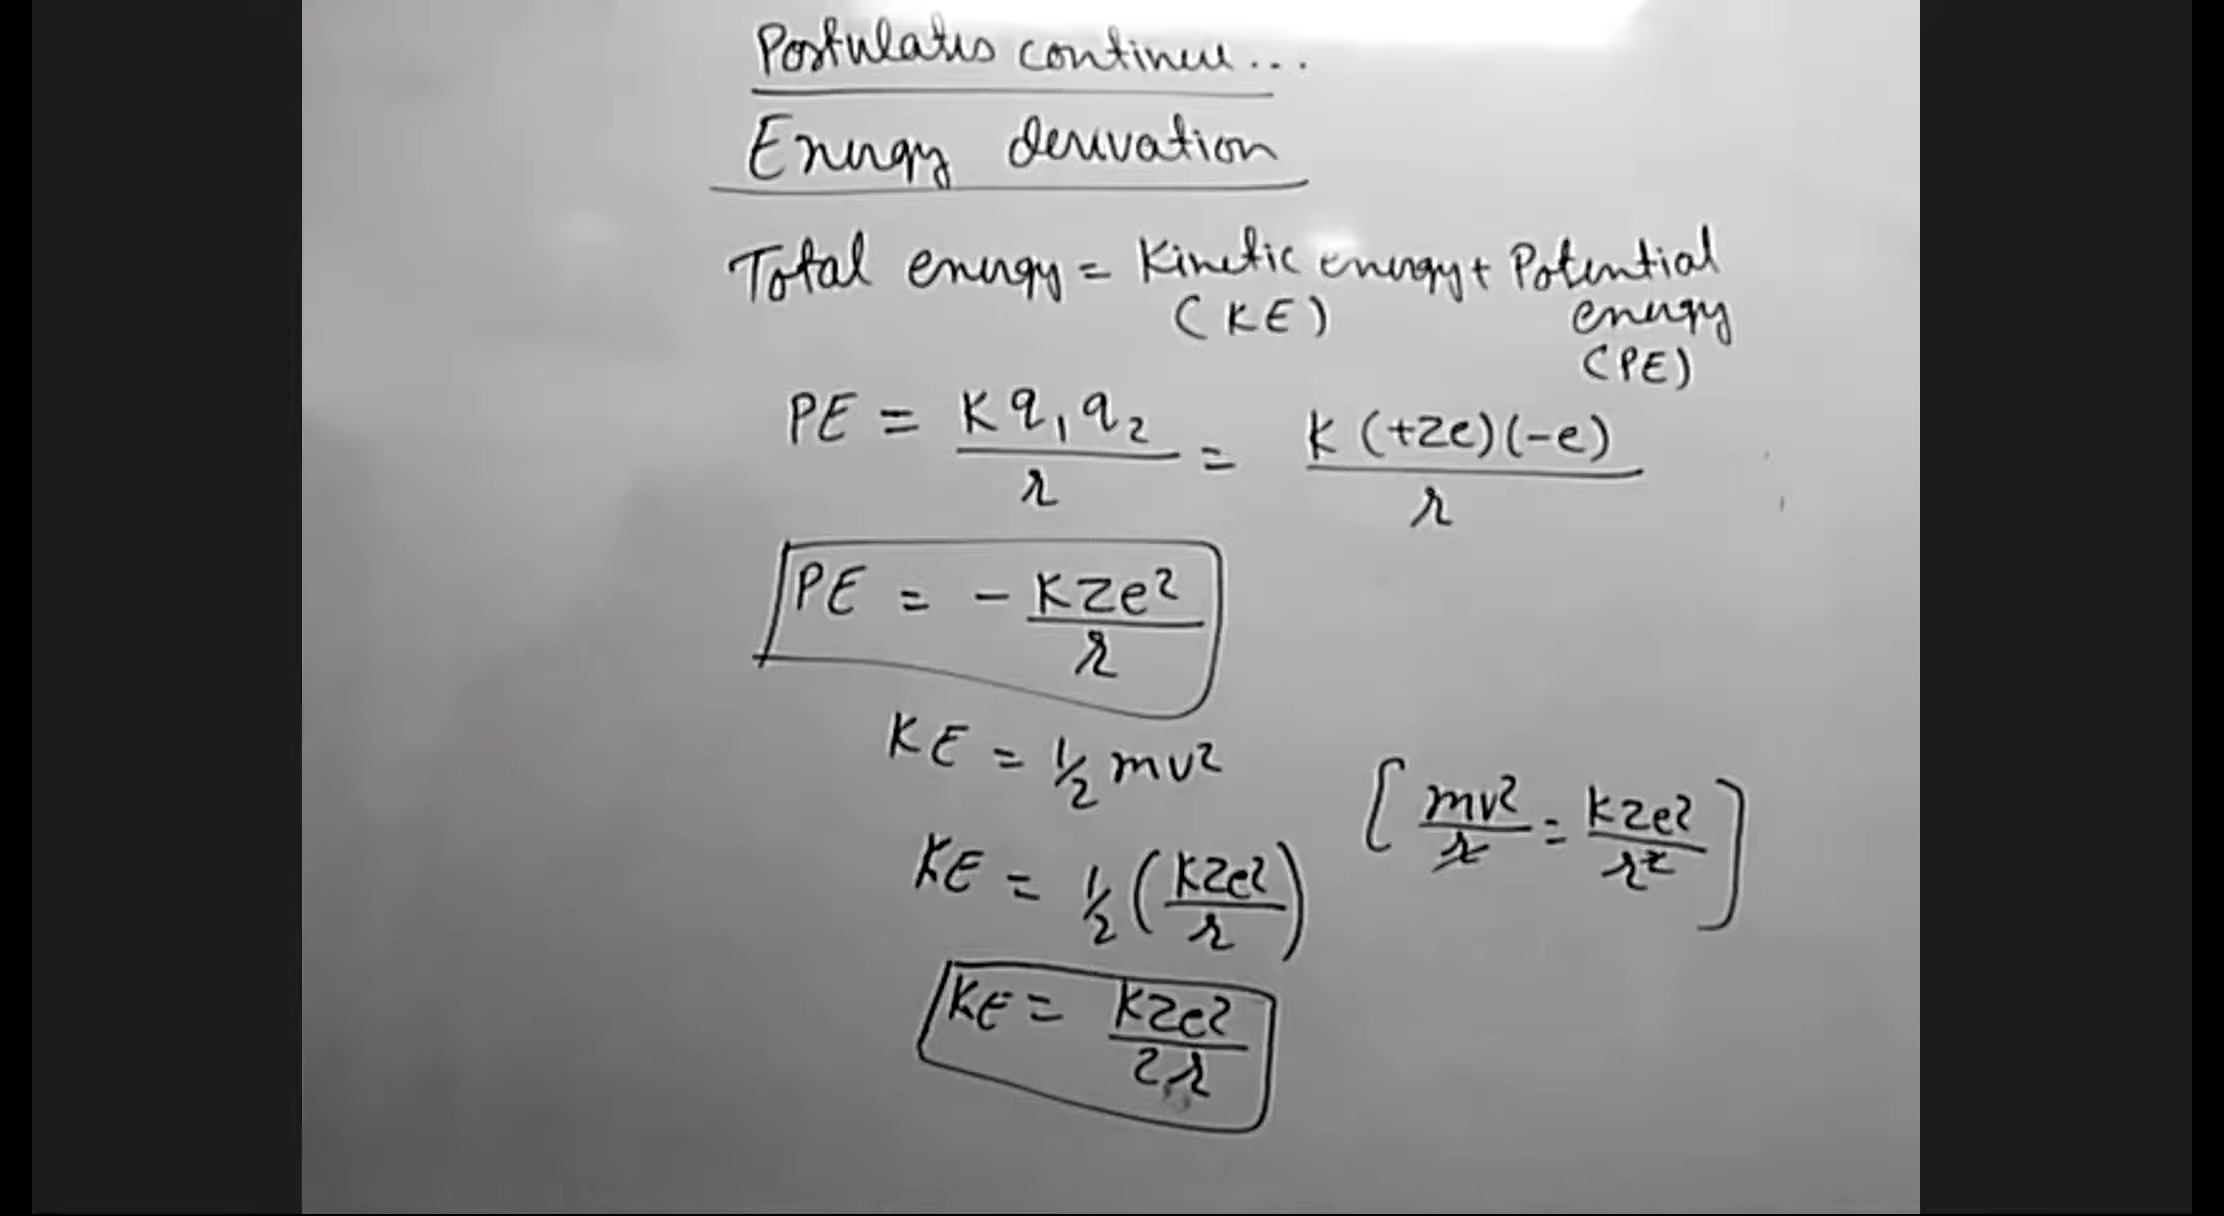 Postulates continue...
Energy derivation
Total energy = Kinetic energy + Potential energy
(KE) (PE)
PE = Kq₁q₂/r = K(+Ze)(-e)/r
PE = - KZe²/r
KE = 1/2 mv²
[mv²/r = KZe²/r²]
KE = 1/2 (KZe²/r)
KE = KZe²/2r